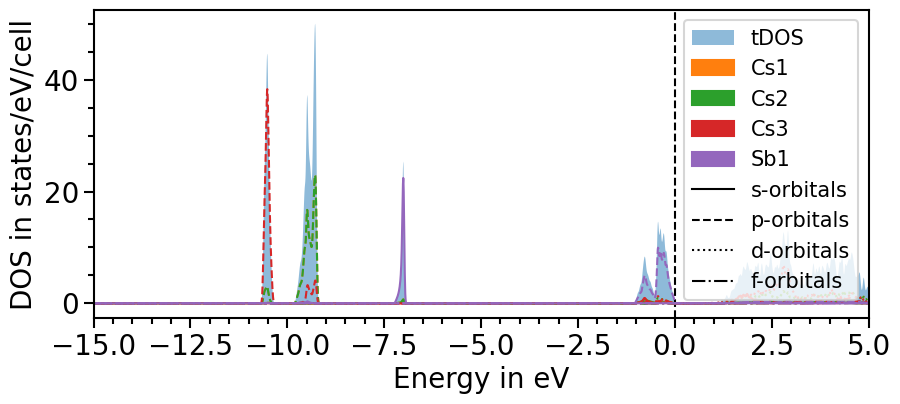 DOS in states/eV/cell
40
20
0
tDOS
Cs1
Cs2
Cs3
Sb1
s-orbitals
p-orbitals
d-orbitals
f-orbitals
−15.0 −12.5 −10.0 −7.5 −5.0 −2.5 0.0 2.5 5.0
Energy in eV